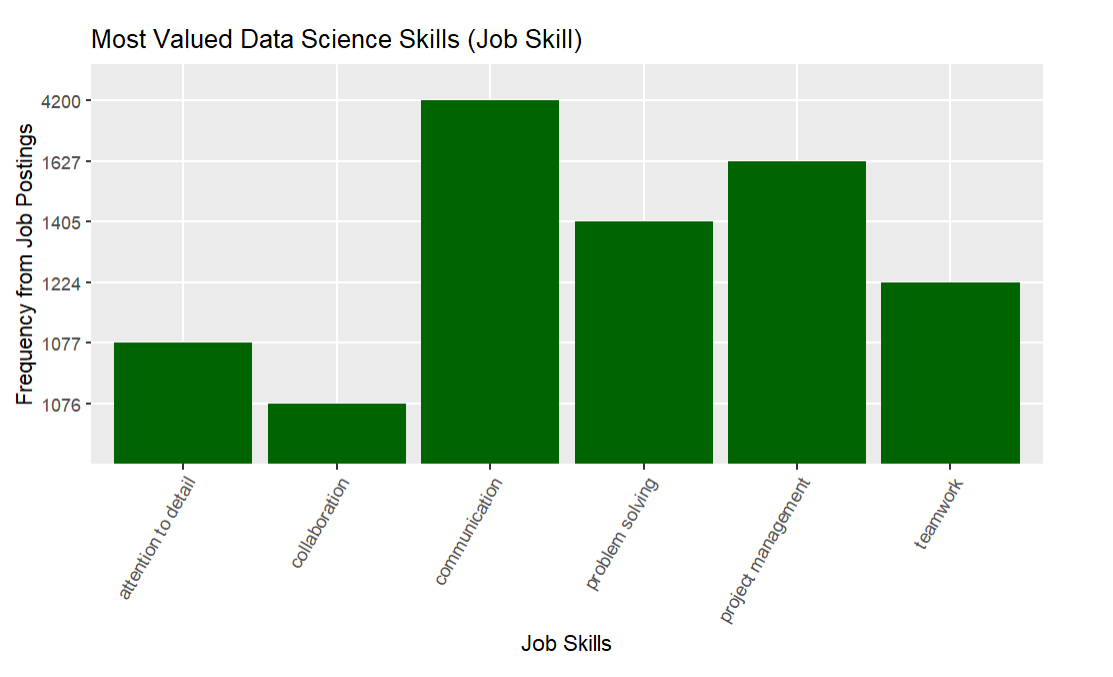 Most Valued Data Science Skills (Job Skill)
Frequency from Job Postings
4200
1627
1405
1224
1077
1076
attention to detail
collaboration
communication
problem solving
project management
teamwork
Job Skills